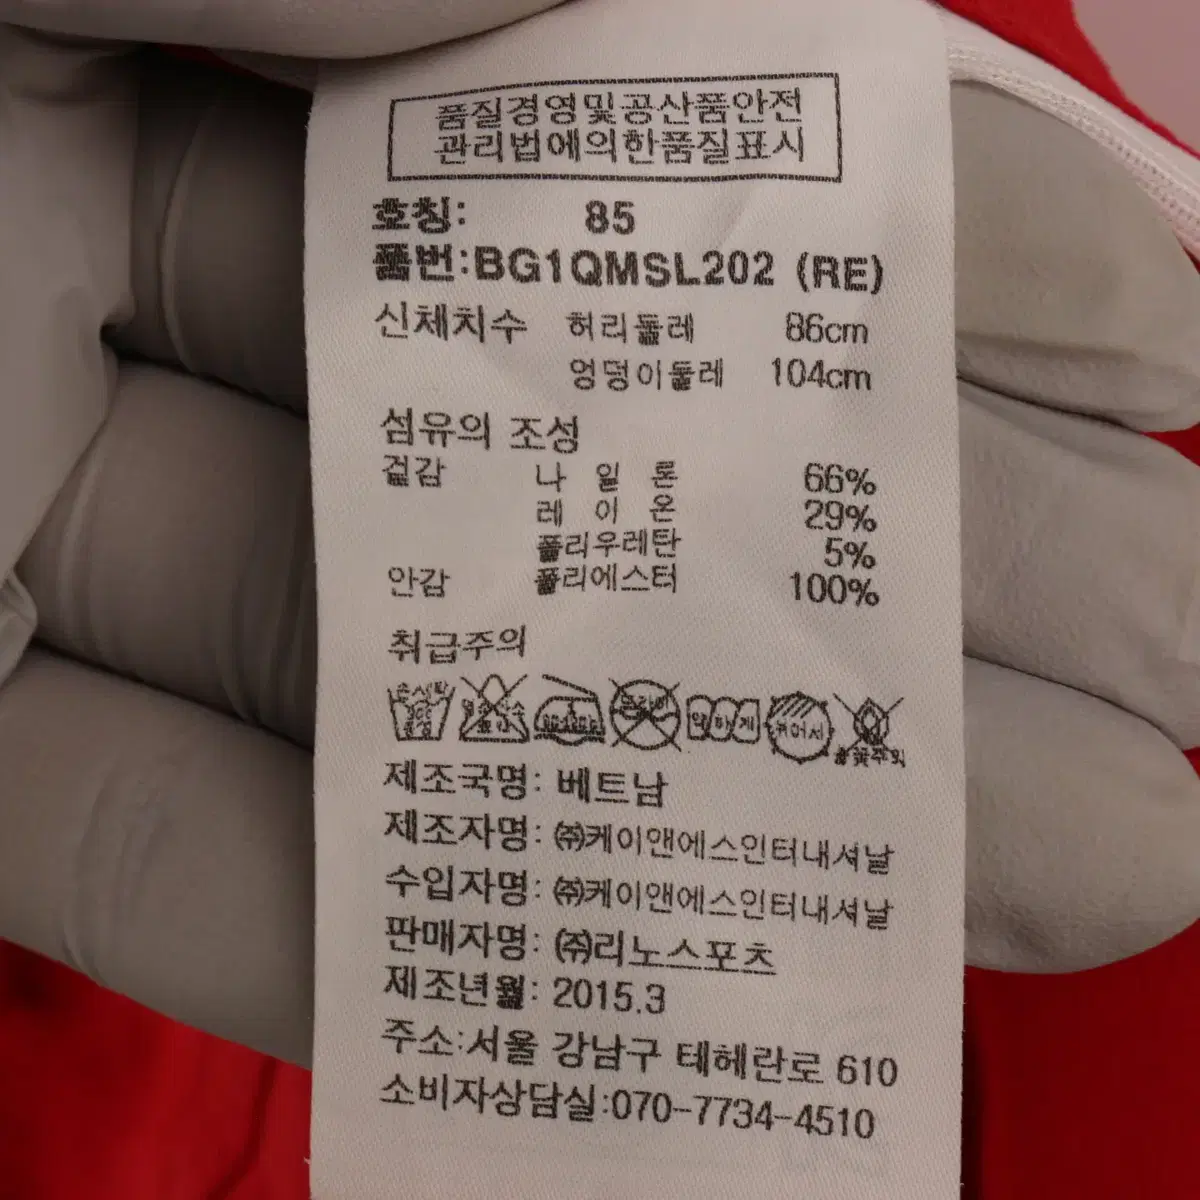 품질경영및공산품안전
관리법에의한품질표시
호칭: 85
품번:BG1QMSL202 (RE)
신체치수 허리둘레 86cm
엉덩이둘레 104cm
섬유의 조성
겉감 나 일 론 66%
레 이 온 29%
폴리우레탄 5%
안감 폴리에스터 100%
취급주의
손세탁 약하게 뉘어서
제조국명: 베트남
제조자명: ㈜케이앤에스인터내셔날
수입자명: ㈜케이앤에스인터내셔날
판매자명: ㈜리노스포츠
제조년월: 2015.3
주소:서울 강남구 테헤란로 610
소비자상담실:070-7734-4510